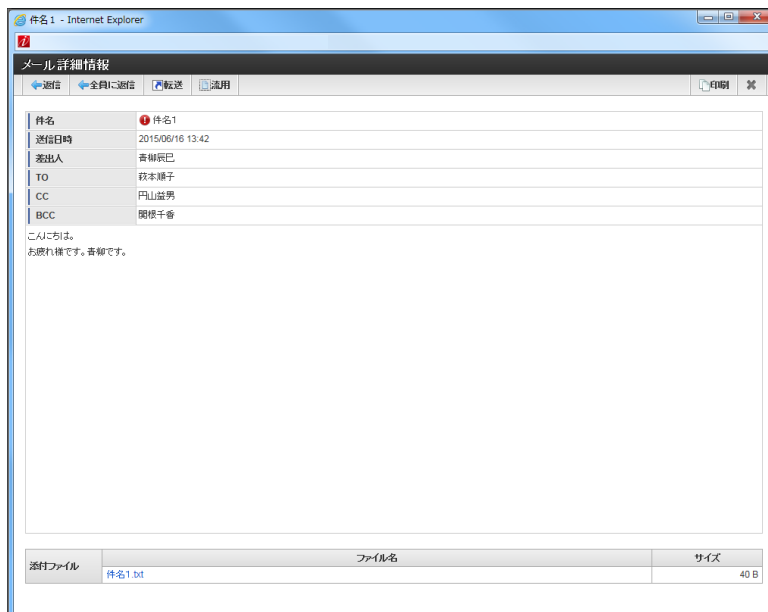 件名1 - Internet Explorer
メール詳細情報
返信 全員に返信 転送 流用 印刷
件名 件名1
送信日時 2015/06/16 13:42
差出人 青柳辰巳
TO 萩本順子
CC 円山益男
BCC 関根千香
こんにちは。
お疲れ様です。青柳です。
添付ファイル ファイル名 サイズ
件名1.txt 40 B